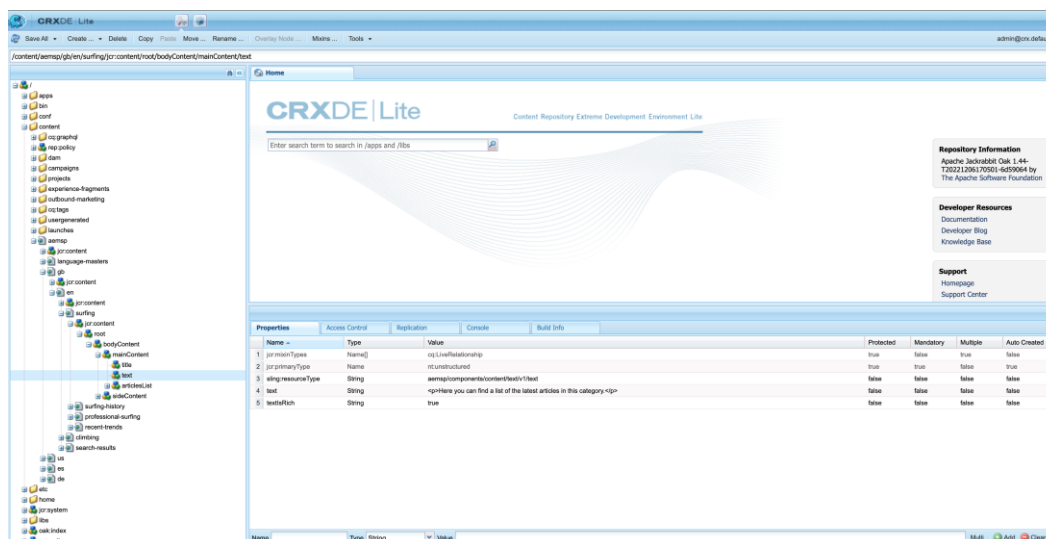 CRXDE Lite
Save All Create ... Delete Copy Paste Move ... Rename ... Overlay Node ... Mixins ... Tools admin@crx.defau
/content/aemsp/gb/en/surfing/jcr:content/root/bodyContent/mainContent/text
Home
/
apps
bin
conf
content
cq:graphql
rep:policy
dam
campaigns
projects
experience-fragments
outbound-marketing
cq:tags
usergenerated
launches
aemsp
jcr:content
language-masters
gb
jcr:content
en
jcr:content
surfing
jcr:content
root
bodyContent
mainContent
title
text
articlesList
sideContent
surfing-history
professional-surfing
recent-trends
climbing
search-results
us
es
de
etc
home
jcr:system
libs
oak:index
CRXDE | Lite
Content Repository Extreme Development Environment Lite
Enter search term to search in /apps and /libs
Repository Information
Apache Jackrabbit Oak 1.44-
T20221206170501-6d59064 by
The Apache Software Foundation
Developer Resources
Documentation
Developer Blog
Knowledge Base
Support
Homepage
Support Center
Properties Access Control Replication Console Build Info
Name Type Value Protected Mandatory Multiple Auto Created
1 jcr:mixinTypes Name[] cq:LiveRelationship true false true false
2 jcr:primaryType Name nt:unstructured true true false true
3 sling:resourceType String aemsp/components/content/text/v1/text false false false false
4 text String <p>Here you can find a list of the latest articles in this category.</p> false false false false
5 textIsRich String true false false false false
Name Type String Value Multi Add Clear